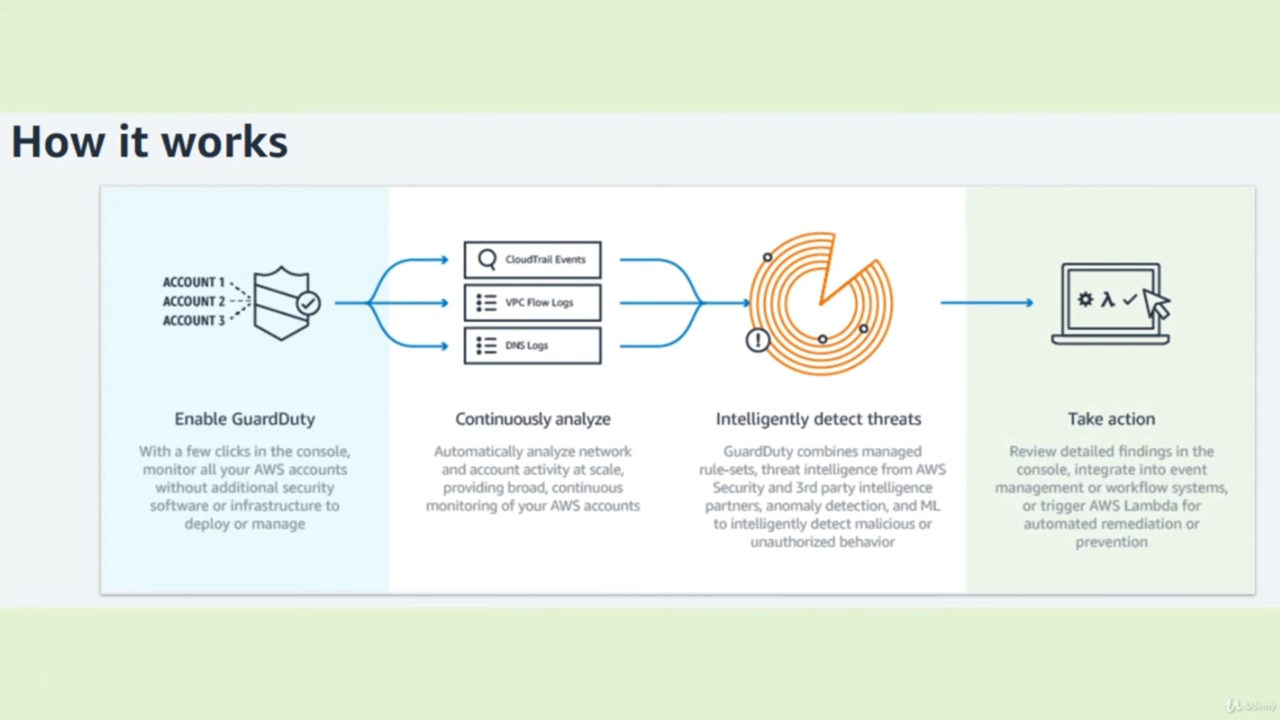 How it works
ACCOUNT 1
ACCOUNT 2
ACCOUNT 3
CloudTrail Events
VPC Flow Logs
DNS Logs
Enable GuardDuty
With a few clicks in the console,
monitor all your AWS accounts
without additional security
software or infrastructure to
deploy or manage
Continuously analyze
Automatically analyze network
and account activity at scale,
providing broad, continuous
monitoring of your AWS accounts
Intelligently detect threats
GuardDuty combines managed
rule-sets, threat intelligence from AWS
Security and 3rd party intelligence
partners, anomaly detection, and ML
to intelligently detect malicious or
unauthorized behavior
Take action
Review detailed findings in the
console, integrate into event
management or workflow systems,
or trigger AWS Lambda for
automated remediation or
prevention
Udemy